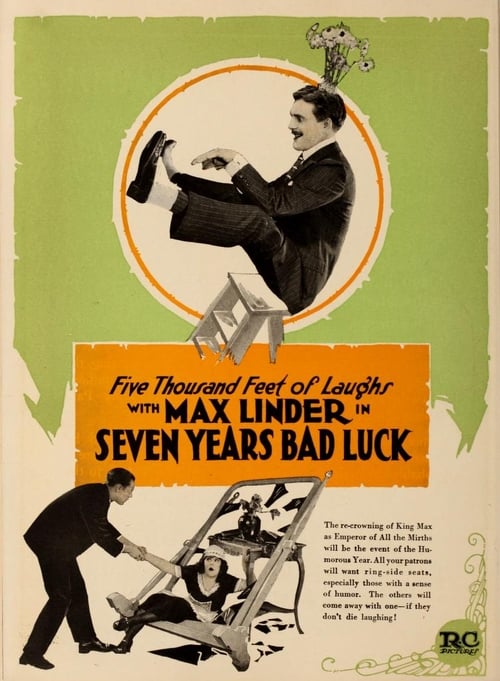 Five Thousand Feet of Laughs
WITH MAX LINDER IN
SEVEN YEARS BAD LUCK
The re-crowning of King Max
as Emperor of All the Mirths
will be the event of the Hu-
morous Year. All your patrons
will want ring-side seats,
especially those with a sense
of humor. The others will
come away with one—if they
don't die laughing!
R-C
PICTURES